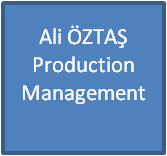 Ali ÖZTAŞ
Production
Management